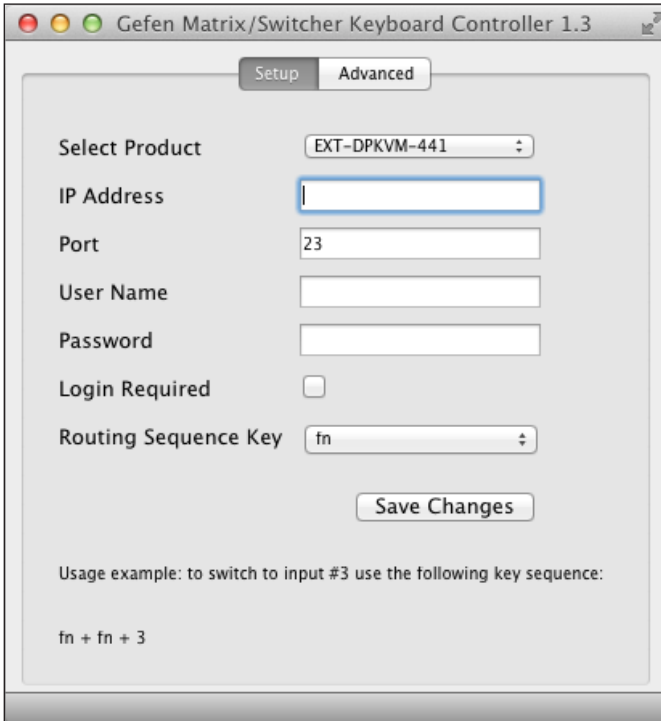 Gefen Matrix/Switcher Keyboard Controller 1.3
Setup Advanced
Select Product EXT-DPKVM-441
IP Address
Port 23
User Name
Password
Login Required
Routing Sequence Key fn
Save Changes
Usage example: to switch to input #3 use the following key sequence:
fn + fn + 3